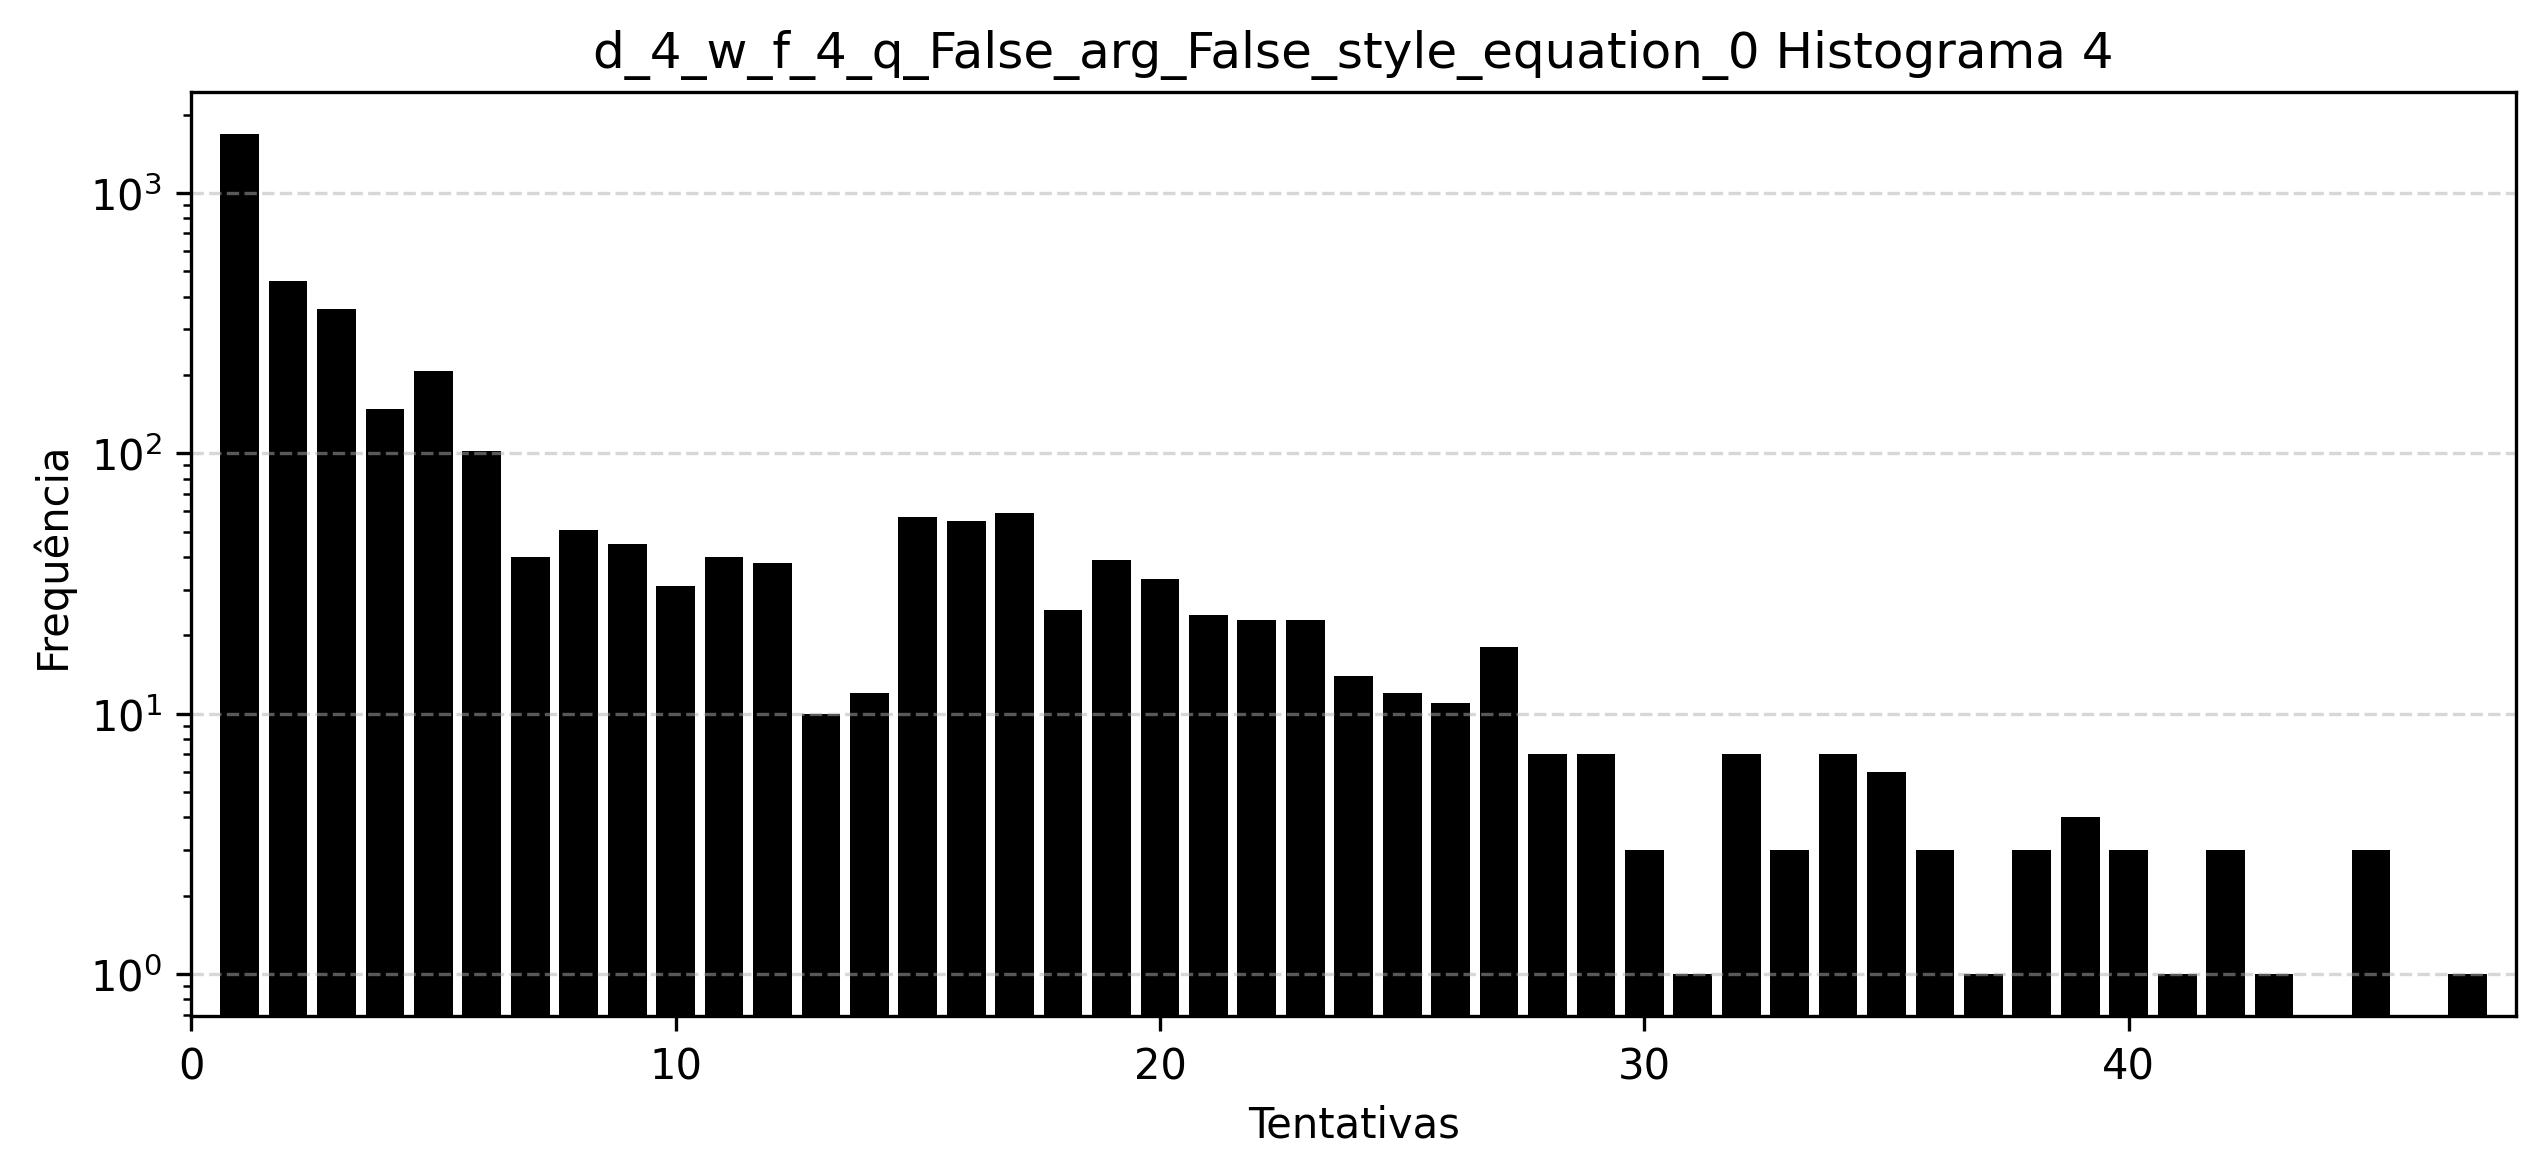 d_4_w_f_4_q_False_arg_False_style_equation_0 Histograma 4
Frequência
10³
10²
10¹
10⁰
0 10 20 30 40
Tentativas